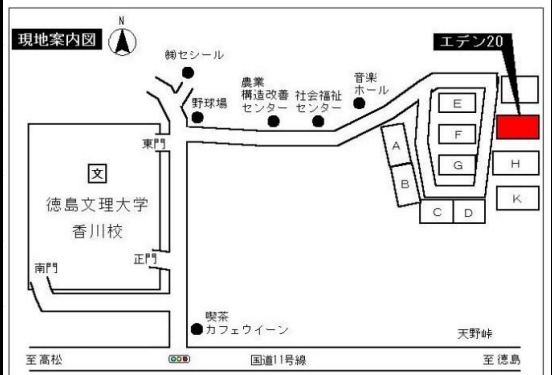 現地案内図
N
㈱セシール
エデン20
農業
構造改善
センター
社会福祉
センター
音楽
ホール
野球場
東門
文
徳島文理大学
香川校
正門
南門
A
B
C
D
E
F
G
H
K
喫茶
カフェウイーン
天野峠
至高松
国道11号線
至徳島